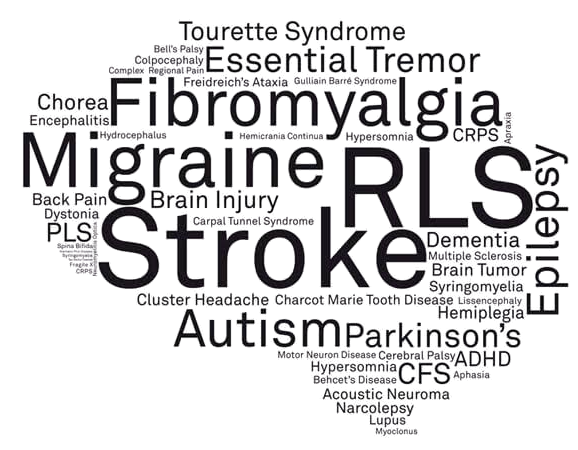 Tourette Syndrome
Bell's Palsy
Colpocephaly
Essential Tremor
Complex Regional Pain
Freidreich's Ataxia
Gulliain Barré Syndrome
Chorea
Fibromyalgia
Encephalitis
Apraxia
Hydrocephalus
Hemicrania Continua
Hypersomnia
CRPS
Migraine
RLS
Epilepsy
Back Pain
Brain Injury
Dystonia
Carpal Tunnel Syndrome
PLS
Stroke
Dementia
Spina Bifida
Multiple Sclerosis
Syringomyelia
Brain Tumor
Fragile X
CRPS
Syringomyelia
Cluster Headache
Charcot Marie Tooth Disease
Lissencephaly
Hemiplegia
Autism
Parkinson's
Motor Neuron Disease
Cerebral Palsy
ADHD
Hypersomnia
CFS
Aphasia
Behcet's Disease
Acoustic Neuroma
Narcolepsy
Lupus
Myoclonus